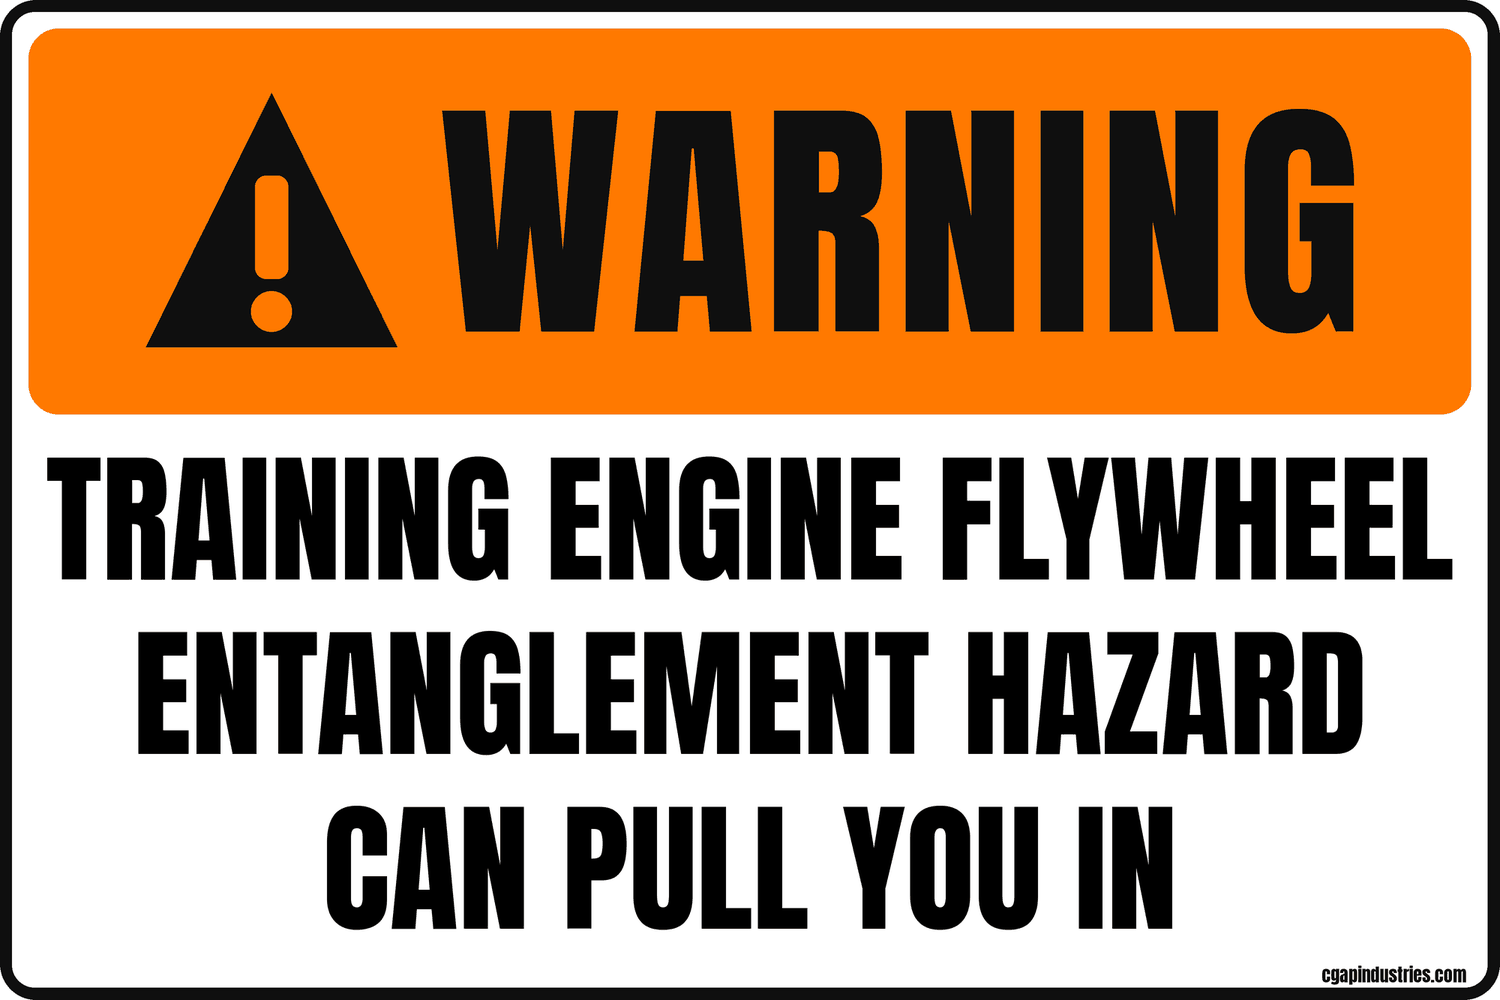 WARNING
TRAINING ENGINE FLYWHEEL
ENTANGLEMENT HAZARD
CAN PULL YOU IN
cgapindustries.com